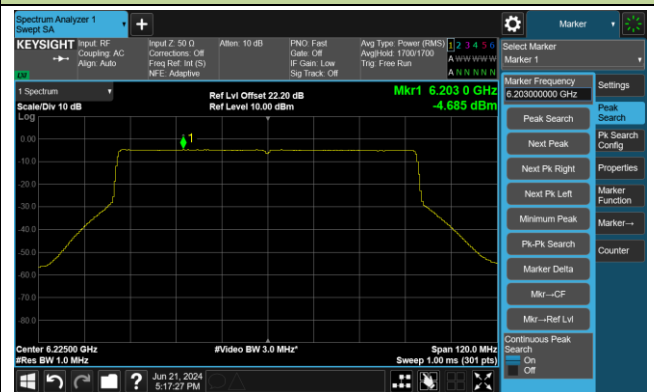 Spectrum Analyzer 1
Swept SA
+
Marker
KEYSIGHT
Input: RF
Coupling: AC
Align: Auto
Input Z: 50 Ω
Corrections: Off
Freq Ref: Int (S)
NFE: Adaptive
Atten: 10 dB
PNO: Fast
Gate: Off
IF Gain: Low
Sig Track: Off
Avg Type: Power (RMS)
Avg|Hold: 1700/1700
Trig: Free Run
1 2 3 4 5 6
A W W W W W
A N N N N N
LXI
Select Marker
Marker 1
1 Spectrum
Scale/Div 10 dB
Log
Ref Lvl Offset 22.20 dB
Ref Level 10.00 dBm
Mkr1 6.203 0 GHz
-4.685 dBm
1
0.00
-10.0
-20.0
-30.0
-40.0
-50.0
-60.0
-70.0
-80.0
Center 6.22500 GHz
#Res BW 1.0 MHz
#Video BW 3.0 MHz*
Span 120.0 MHz
Sweep 1.00 ms (301 pts)
Marker Frequency
6.203000000 GHz
Peak Search
Next Peak
Next Pk Right
Next Pk Left
Minimum Peak
Pk-Pk Search
Marker Delta
Mkr→CF
Mkr→Ref Lvl
Continuous Peak
Search
On
Off
Settings
Peak
Search
Pk Search
Config
Properties
Marker
Function
Marker→
Counter
?
Jun 21, 2024
5:17:27 PM